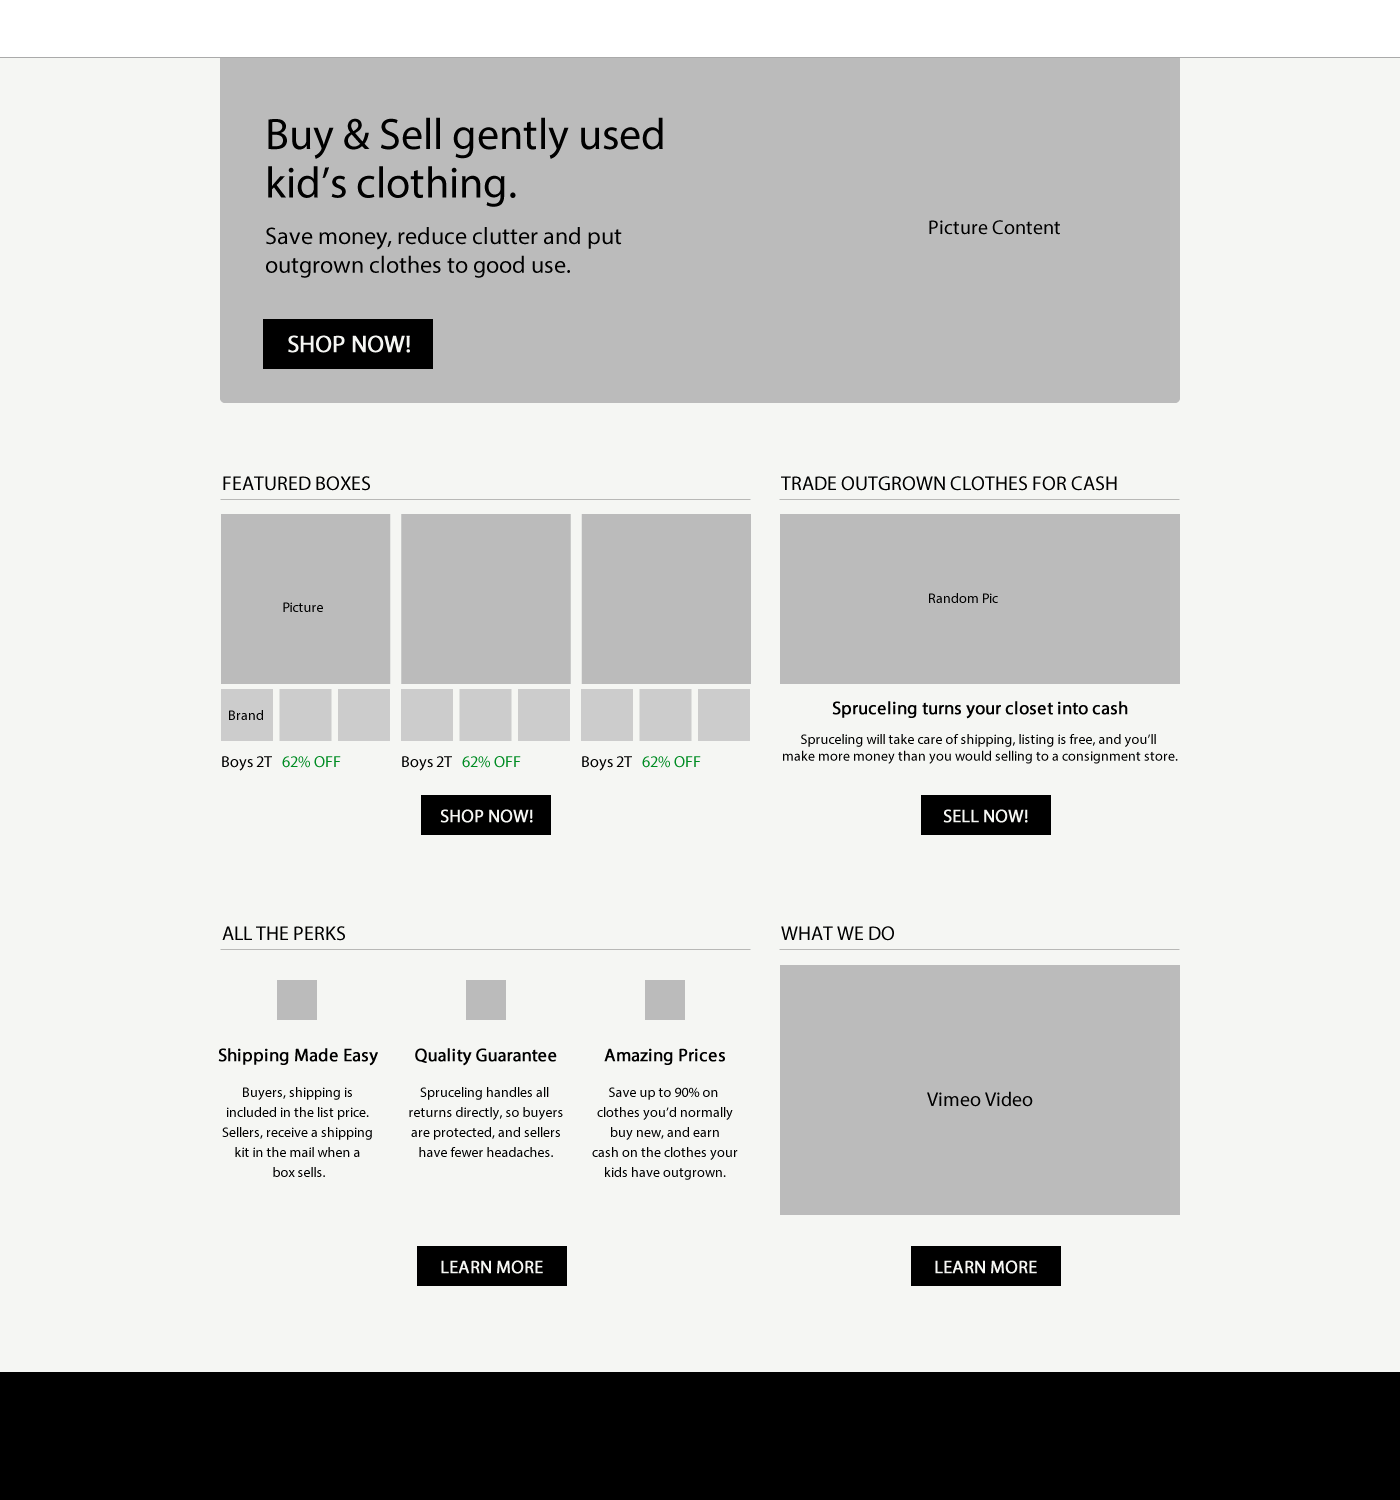 Buy & Sell gently used
kid’s clothing.
Save money, reduce clutter and put
outgrown clothes to good use.
SHOP NOW!
Picture Content
FEATURED BOXES
Picture
Brand
Boys 2T 62% OFF
Boys 2T 62% OFF
Boys 2T 62% OFF
SHOP NOW!
TRADE OUTGROWN CLOTHES FOR CASH
Random Pic
Spruceling turns your closet into cash
Spruceling will take care of shipping, listing is free, and you’ll
make more money than you would selling to a consignment store.
SELL NOW!
ALL THE PERKS
Shipping Made Easy
Buyers, shipping is
included in the list price.
Sellers, receive a shipping
kit in the mail when a
box sells.
Quality Guarantee
Spruceling handles all
returns directly, so buyers
are protected, and sellers
have fewer headaches.
Amazing Prices
Save up to 90% on
clothes you’d normally
buy new, and earn
cash on the clothes your
kids have outgrown.
LEARN MORE
WHAT WE DO
Vimeo Video
LEARN MORE